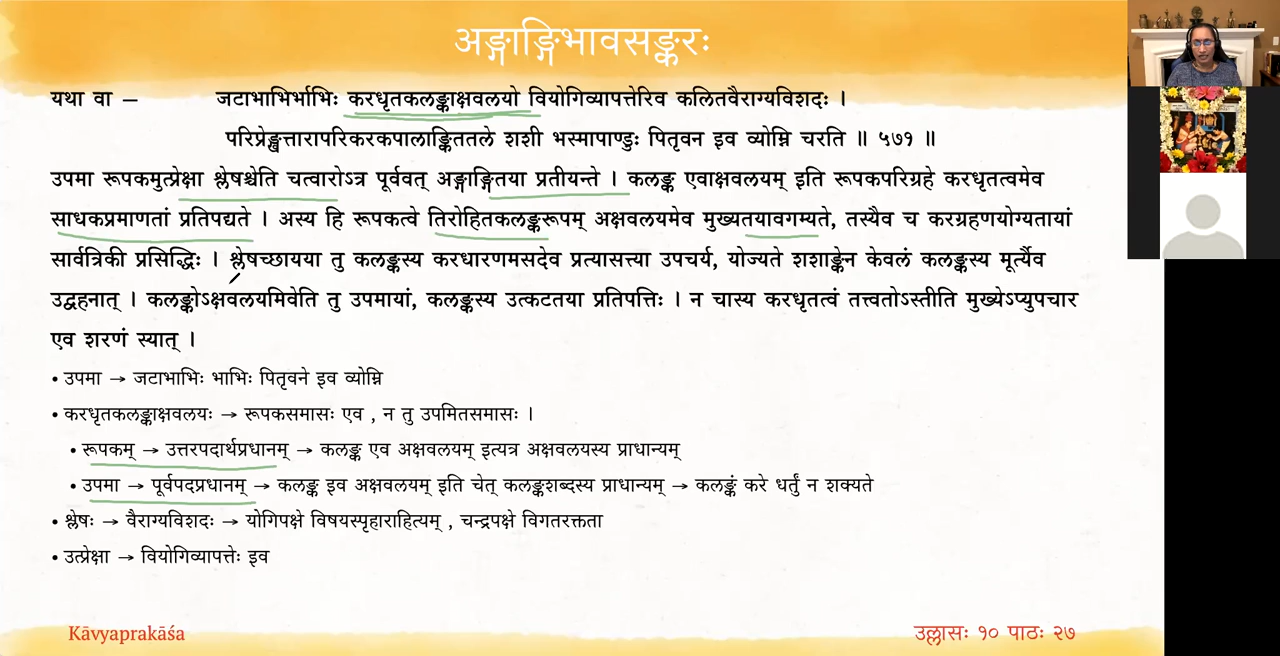 अङ्गाङ्गिभावसङ्करः
यथा वा – जटाभाभिर्भाभिः करधृतकलङ्काक्षवलयो वियोगिव्यापत्तेरिव कलितवैराग्यविशदः ।
परिप्रेङ्खत्तारापरिकरकपालाङ्किततले शशी भस्मापाण्डुः पितृवन इव व्योम्नि चरति ॥ ५७१ ॥
उपमा रूपकमुत्प्रेक्षा श्लेषश्चेति चत्वारोऽत्र पूर्ववत् अङ्गाङ्गितया प्रतीयन्ते । कलङ्क एवाक्षवलयम् इति रूपकपरिग्रहे करधृतत्वमेव
साधकप्रमाणतां प्रतिपद्यते । अस्य हि रूपकत्वे तिरोहितकलङ्करूपम् अक्षवलयमेव मुख्यतयावगम्यते, तस्यैव च करग्रहणयोग्यतायां
सार्वत्रिकी प्रसिद्धिः । श्लेषच्छायया तु कलङ्कस्य करधारणमसदेव प्रत्यासत्त्या उपचर्य, योज्यते शशाङ्केन केवलं कलङ्कस्य मूर्त्यैव
उद्वहनात् । कलङ्कोऽक्षवलयमिवेति तु उपमायां, कलङ्कस्य उत्कटतया प्रतिपत्तिः । न चास्य करधृतत्वं तत्त्वतोऽस्तीति मुख्येऽप्युपचार
एव शरणं स्यात् ।
• उपमा → जटाभाभिः भाभिः पितृवने इव व्योम्नि
• करधृतकलङ्काक्षवलयः → रूपकसमासः एव , न तु उपमितसमासः ।
• रूपकम् → उत्तरपदार्थप्रधानम् → कलङ्क एव अक्षवलयम् इत्यत्र अक्षवलयस्य प्राधान्यम्
• उपमा → पूर्वपदप्रधानम् → कलङ्क इव अक्षवलयम् इति चेत् कलङ्कशब्दस्य प्राधान्यम् → कलङ्कं करे धर्तुं न शक्यते
• श्लेषः → वैराग्यविशदः → योगिपक्षे विषयस्पृहाराहित्यम् , चन्द्रपक्षे विगतरक्तता
• उत्प्रेक्षा → वियोगिव्यापत्तेः इव
Kāvyaprakāśa
उल्लासः १० पाठः २७